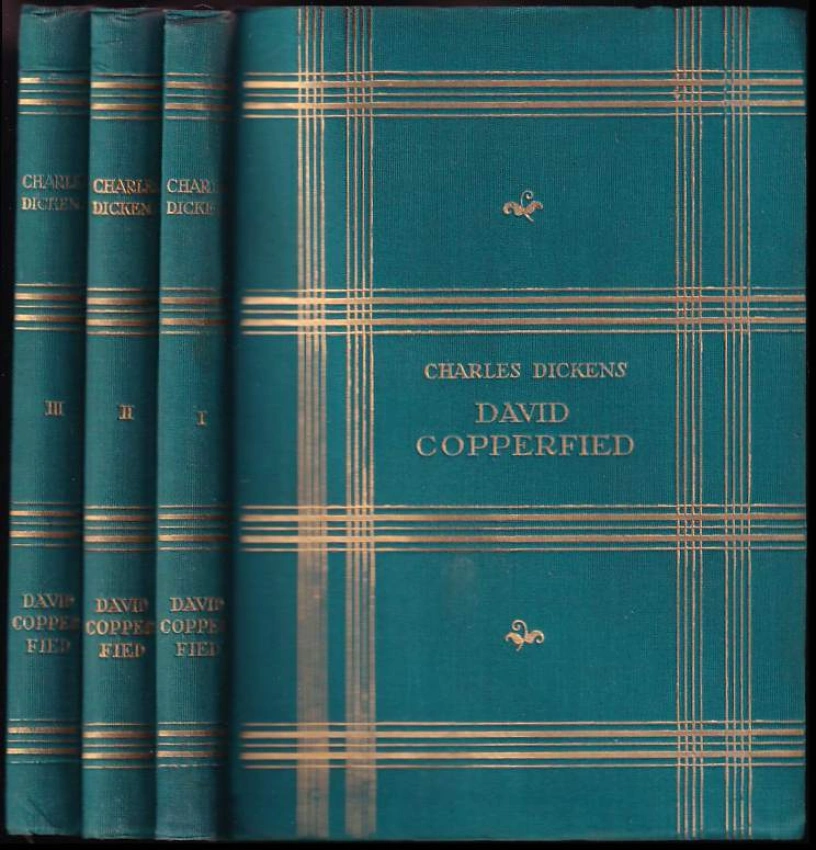 CHARLES
DICKENS
III
DAVID
COPPER
FIED
CHARLES
DICKENS
II
DAVID
COPPER
FIED
CHARLES
DICKENS
I
DAVID
COPPER
FIED
CHARLES DICKENS
DAVID
COPPERFIED